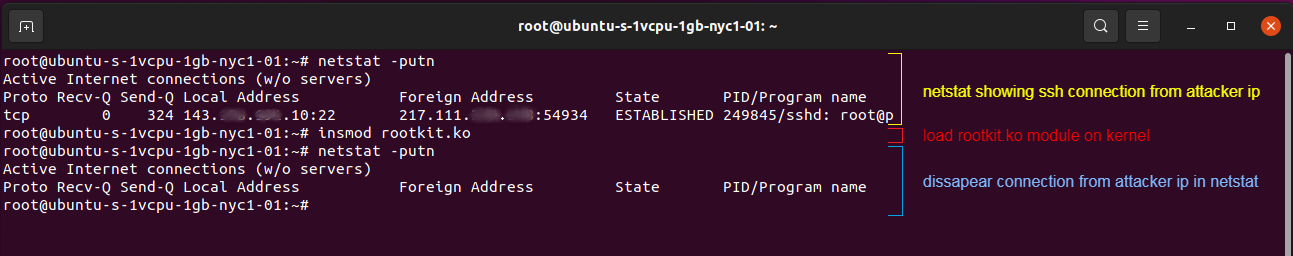 root@ubuntu-s-1vcpu-1gb-nyc1-01: ~
root@ubuntu-s-1vcpu-1gb-nyc1-01:~# netstat -putn
Active Internet connections (w/o servers)
Proto Recv-Q Send-Q Local Address           Foreign Address         State       PID/Program name
tcp        0    324 143. .10:22      217.111. :54934   ESTABLISHED 249845/sshd: root@p
root@ubuntu-s-1vcpu-1gb-nyc1-01:~# insmod rootkit.ko
root@ubuntu-s-1vcpu-1gb-nyc1-01:~# netstat -putn
Active Internet connections (w/o servers)
Proto Recv-Q Send-Q Local Address           Foreign Address         State       PID/Program name
root@ubuntu-s-1vcpu-1gb-nyc1-01:~#
netstat showing ssh connection from attacker ip
load rootkit.ko module on kernel
dissapear connection from attacker ip in netstat